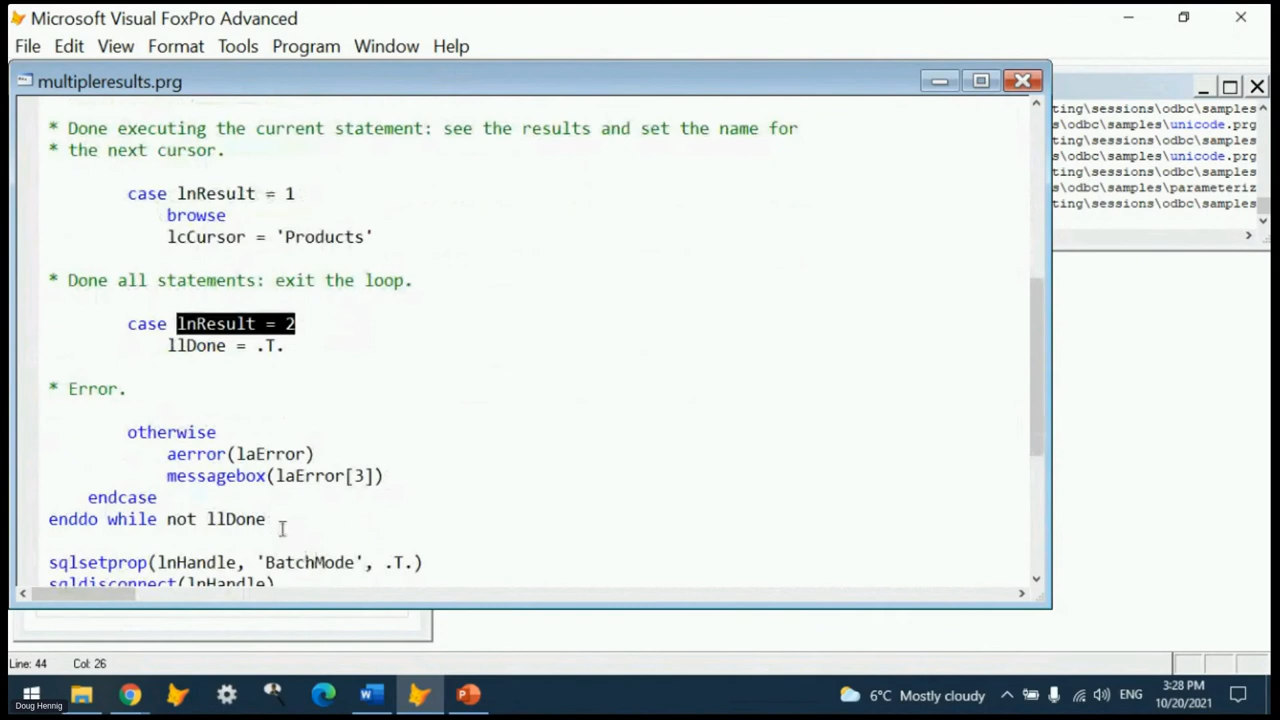 Microsoft Visual FoxPro Advanced
File Edit View Format Tools Program Window Help
multipleresults.prg
* Done executing the current statement: see the results and set the name for
* the next cursor.
case lnResult = 1
browse
lcCursor = 'Products'
* Done all statements: exit the loop.
case lnResult = 2
llDone = .T.
* Error.
otherwise
aerror(laError)
messagebox(laError[3])
endcase
enddo while not llDone
sqlsetprop(lnHandle, 'BatchMode', .T.)
sqldisconnect(lnHandle)
ting\sessions\odbc\samples
s\odbc\samples\unicode.prg
ting\sessions\odbc\samples
s\odbc\samples\unicode.prg
ting\sessions\odbc\samples
s\odbc\samples\parameteriz
ting\sessions\odbc\samples
Line: 44 Col: 26
6°C Mostly cloudy ENG 3:28 PM
10/20/2021
Doug Hennig